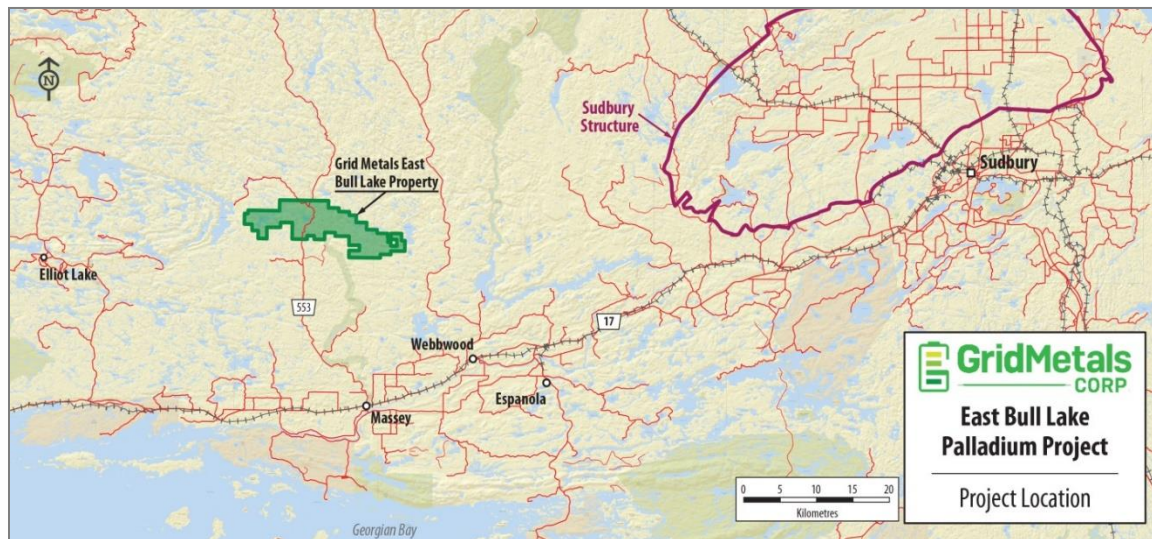 N
Sudbury
Structure
Sudbury
Grid Metals East
Bull Lake Property
Elliot Lake
553
17
Webbwood
Espanola
Massey
GridMetals
CORP
East Bull Lake
Palladium Project
Project Location
0 5 10 15 20
Kilometres
Georgian Bay